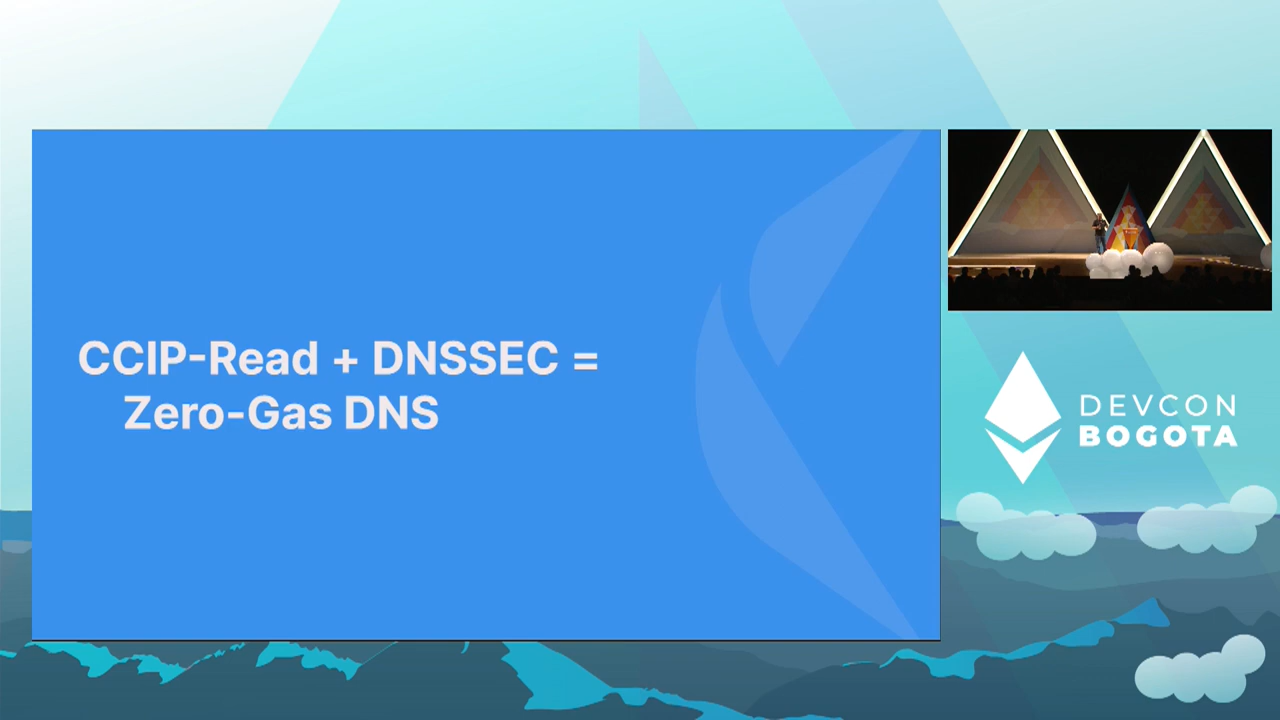 CCIP-Read + DNSSEC =
Zero-Gas DNS
DEVCON
BOGOTA